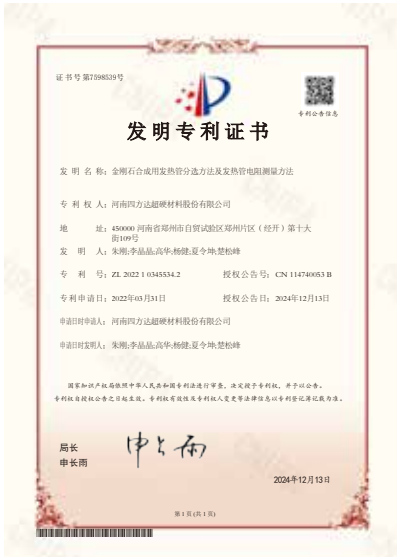 证书号第7598539号
专利公告信息
发明专利证书
发明名称：金刚石合成用发热管分选方法及发热管电阻测量方法
专利权人：河南四方达超硬材料股份有限公司
地址：450000 河南省郑州市自贸试验区郑州片区（经开）第十大
街109号
发明人：朱刚;李晶晶;高华;杨健;夏令坤;楚松峰
专利号：ZL 2022 1 0345534.2 授权公告号：CN 114740053 B
专利申请日：2022年03月31日 授权公告日：2024年12月13日
申请日时申请人：河南四方达超硬材料股份有限公司
申请日时发明人：朱刚;李晶晶;高华;杨健;夏令坤;楚松峰
国家知识产权局依照中华人民共和国专利法进行审查，决定授予专利权，并予以公告。
专利权自授权公告之日起生效。专利权有效性及专利权人变更等法律信息以专利登记簿记载为准。
局长
申长雨
申长雨
2024年12月13日
第 1 页 (共 1 页)